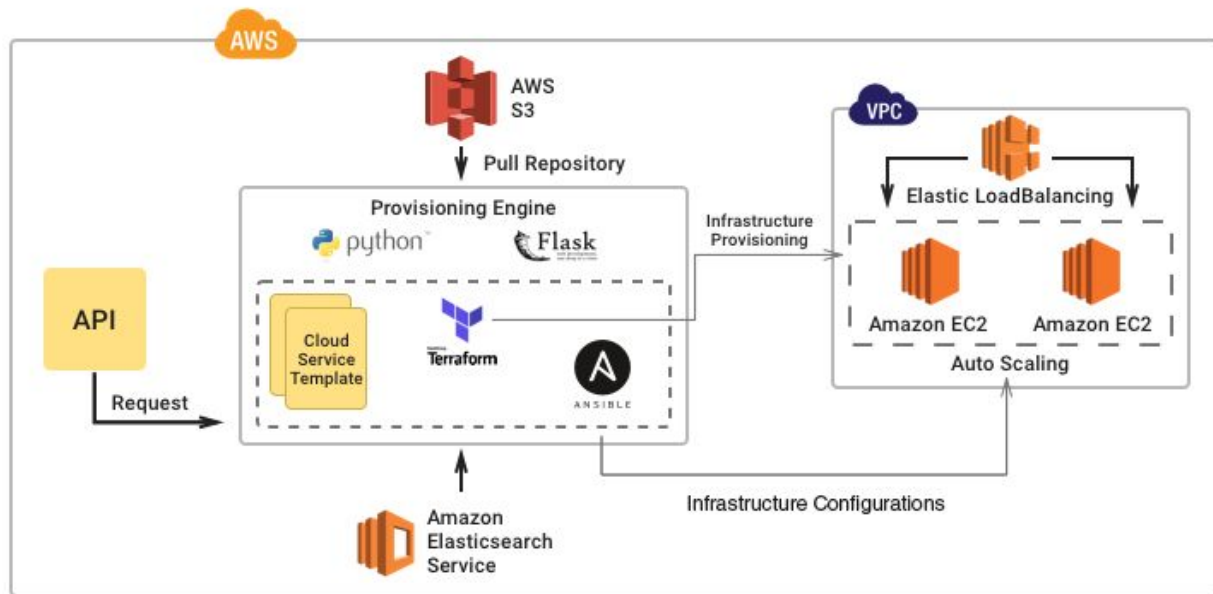 AWS
AWS
S3
Pull Repository
VPC
Elastic LoadBalancing
Provisioning Engine
python
Flask
Infrastructure
Provisioning
API
Cloud
Service
Template
Terraform
ANSIBLE
Amazon EC2
Amazon EC2
Auto Scaling
Request
Infrastructure Configurations
Amazon
Elasticsearch
Service